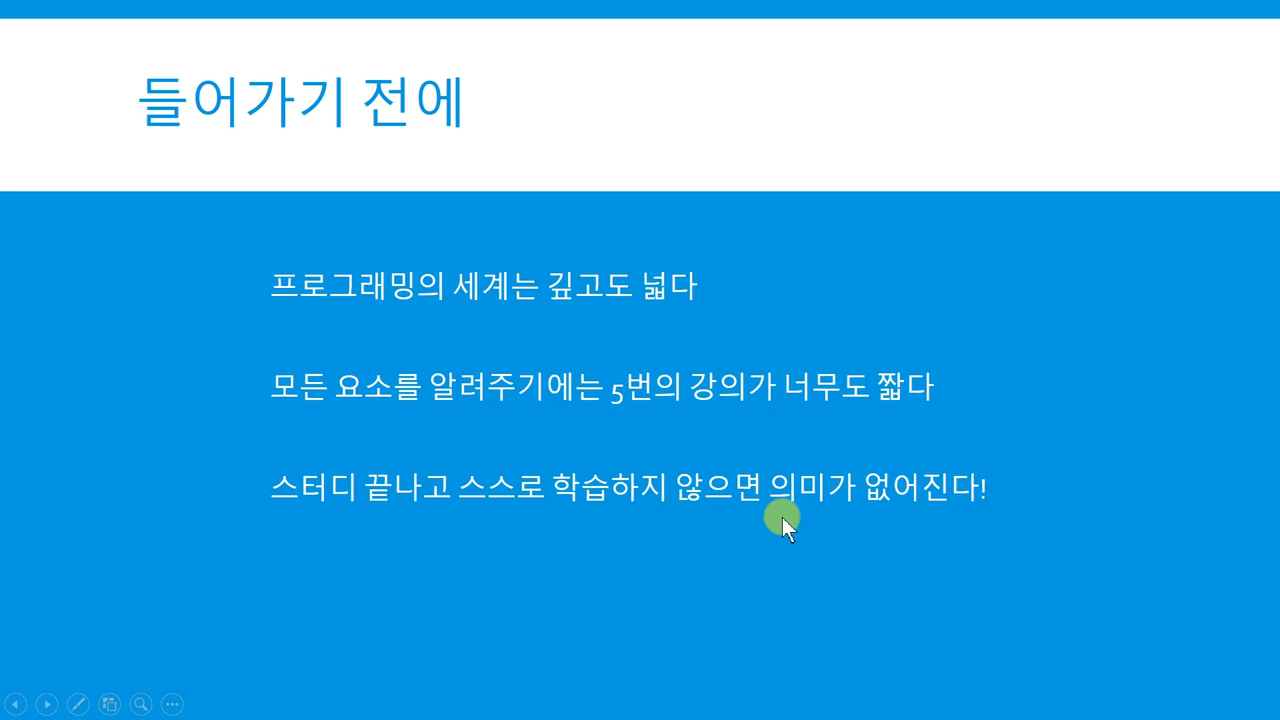 들어가기 전에
프로그래밍의 세계는 깊고도 넓다
모든 요소를 알려주기에는 5번의 강의가 너무도 짧다
스터디 끝나고 스스로 학습하지 않으면 의미가 없어진다!